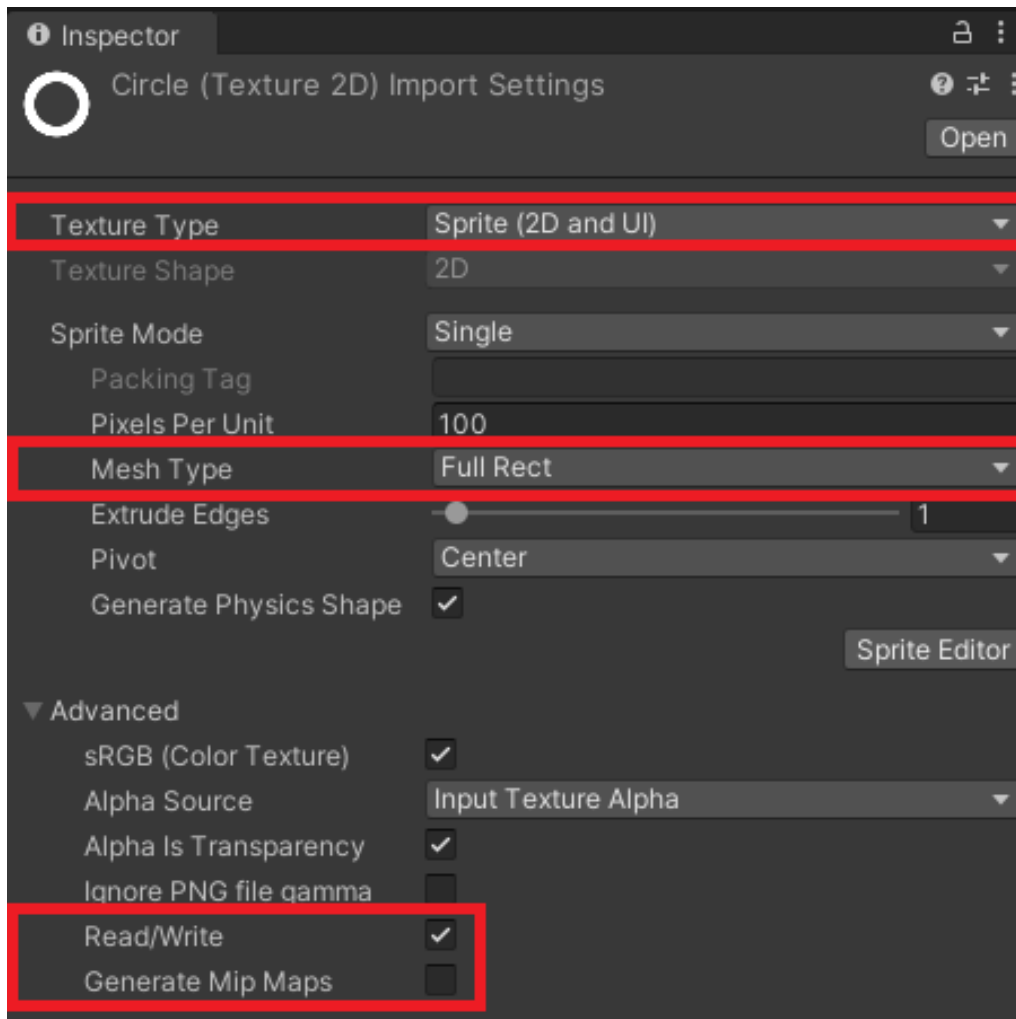 Inspector
Circle (Texture 2D) Import Settings
Open
Texture Type Sprite (2D and UI)
Texture Shape 2D
Sprite Mode Single
Packing Tag
Pixels Per Unit 100
Mesh Type Full Rect
Extrude Edges 1
Pivot Center
Generate Physics Shape
Sprite Editor
Advanced
sRGB (Color Texture)
Alpha Source Input Texture Alpha
Alpha Is Transparency
Ignore PNG file gamma
Read/Write
Generate Mip Maps